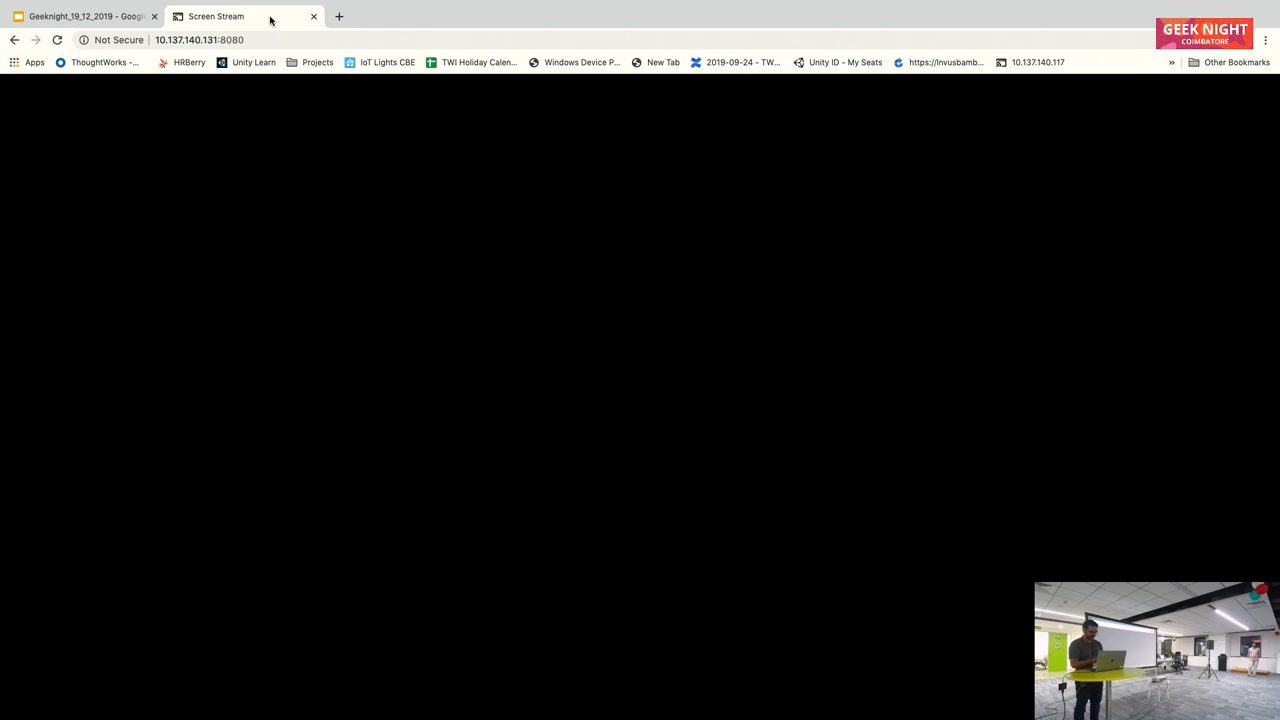 Geeknight_19_12_2019 - Googl
Screen Stream
Not Secure
10.137.140.131:8080
GEEK NIGHT
COIMBATORE
Apps
ThoughtWorks -...
HRBerry
Unity Learn
Projects
IoT Lights CBE
TWI Holiday Calen...
Windows Device P...
New Tab
2019-09-24 - TW...
Unity ID - My Seats
https://lnvusbamb...
10.137.140.117
»
Other Bookmarks